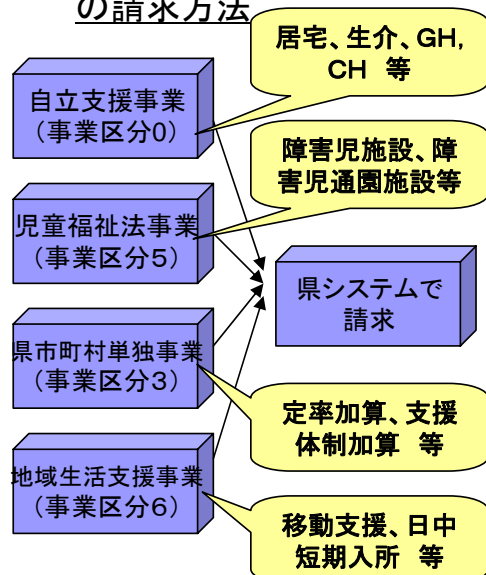 の請求方法
居宅、生介、GH,
CH 等
自立支援事業
(事業区分0)
障害児施設、障
害児通園施設等
児童福祉法事業
(事業区分5)
県システムで
請求
県市町村単独事業
(事業区分3)
定率加算、支援
体制加算 等
地域生活支援事業
(事業区分6)
移動支援、日中
短期入所 等